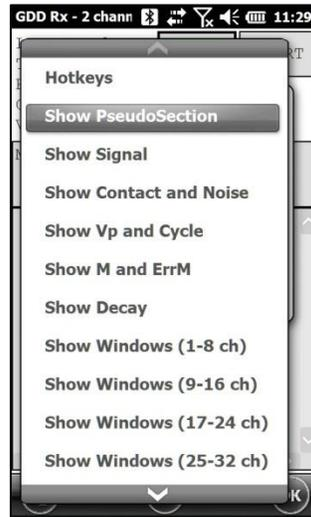 GDD Rx - 2 chann 11:29
RT
Hotkeys
Show PseudoSection
Show Signal
Show Contact and Noise
Show Vp and Cycle
Show M and ErrM
Show Decay
Show Windows (1-8 ch)
Show Windows (9-16 ch)
Show Windows (17-24 ch)
Show Windows (25-32 ch)
K